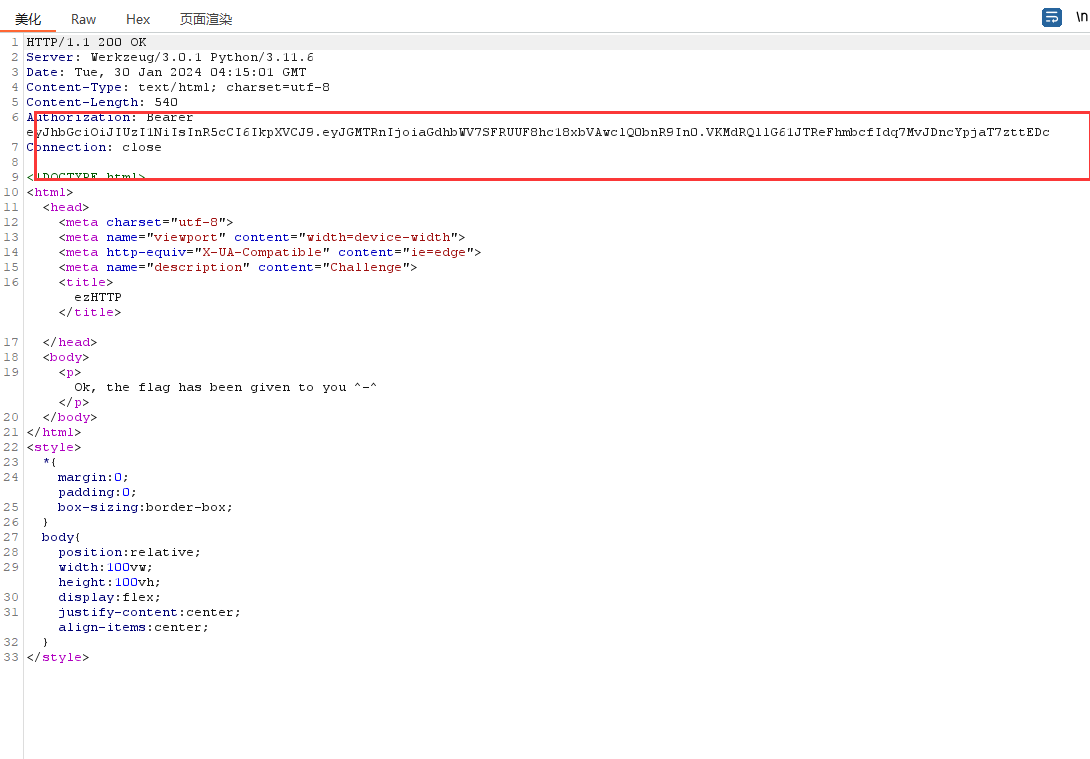 美化 Raw Hex 页面渲染 \n
1 HTTP/1.1 200 OK
2 Server: Werkzeug/3.0.1 Python/3.11.6
3 Date: Tue, 30 Jan 2024 04:15:01 GMT
4 Content-Type: text/html; charset=utf-8
5 Content-Length: 540
6 Authorization: Bearer
eyJhbGciOiJIUzI1NiIsInR5cCI6IkpXVCJ9.eyJGMTRnIjoiaGdhbWV7SFRUUF8hc18xbVAwclQ0bnR9In0.VKMdRQllG61JTReFhmbcfIdq7MvJDncYpjaT7zttEDc
7 Connection: close
8
9 <!DOCTYPE html>
10 <html>
11 <head>
12 <meta charset="utf-8">
13 <meta name="viewport" content="width=device-width">
14 <meta http-equiv="X-UA-Compatible" content="ie=edge">
15 <meta name="description" content="Challenge">
16 <title>
ezHTTP
</title>
17 </head>
18 <body>
19 <p>
Ok, the flag has been given to you ^-^
</p>
20 </body>
21 </html>
22 <style>
23 *{
24 margin:0;
padding:0;
25 box-sizing:border-box;
26 }
27 body{
28 position:relative;
29 width:100vw;
height:100vh;
30 display:flex;
31 justify-content:center;
align-items:center;
32 }
33 </style>